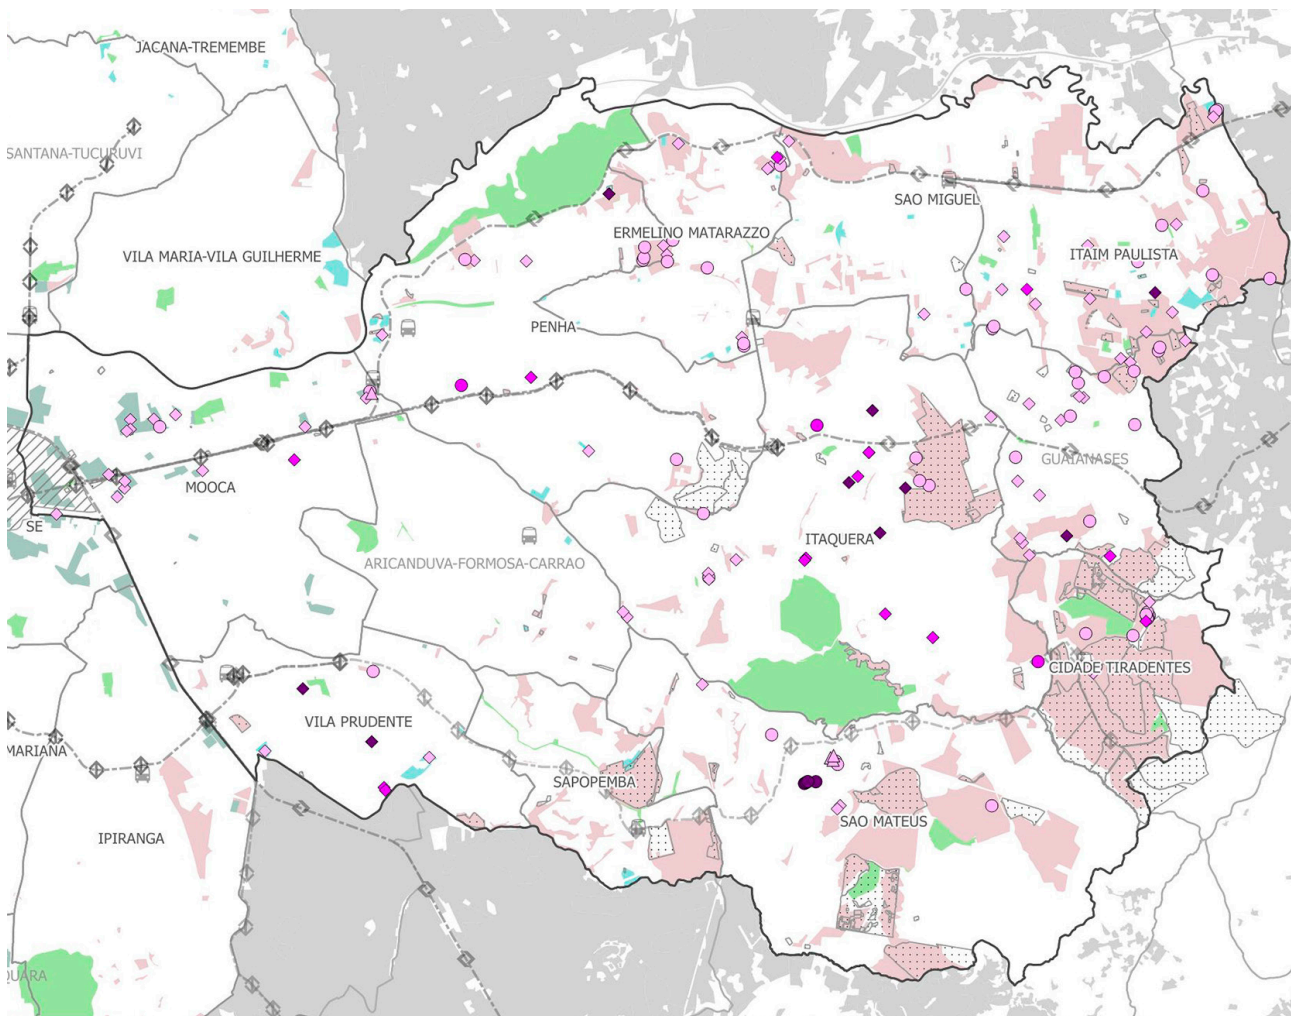 JACANA-TREMEMBE
SANTANA-TUCURUVI
SAO MIGUEL
ERMELINO MATARAZZO
VILA MARIA-VILA GUILHERME
ITAIM PAULISTA
PENHA
GUAIANASES
MOOCA
SE
ITAQUERA
ARICANDUVA-FORMOSA-CARRAO
CIDADE TIRADENTES
VILA PRUDENTE
MARIANA
SAPOPEMBA
SAO MATEUS
IPIRANGA
QUARA